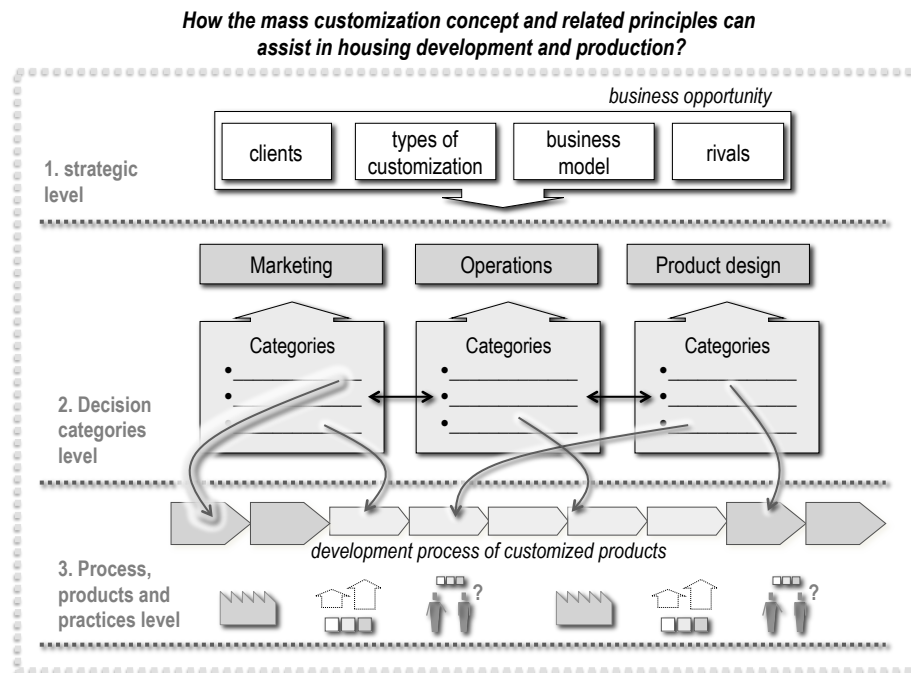 How the mass customization concept and related principles can
assist in housing development and production?
business opportunity
clients
types of
customization
business
model
rivals
1. strategic
level
Marketing
Operations
Product design
Categories
Categories
Categories
2. Decision
categories
level
development process of customized products
3. Process,
products and
practices level
?
?